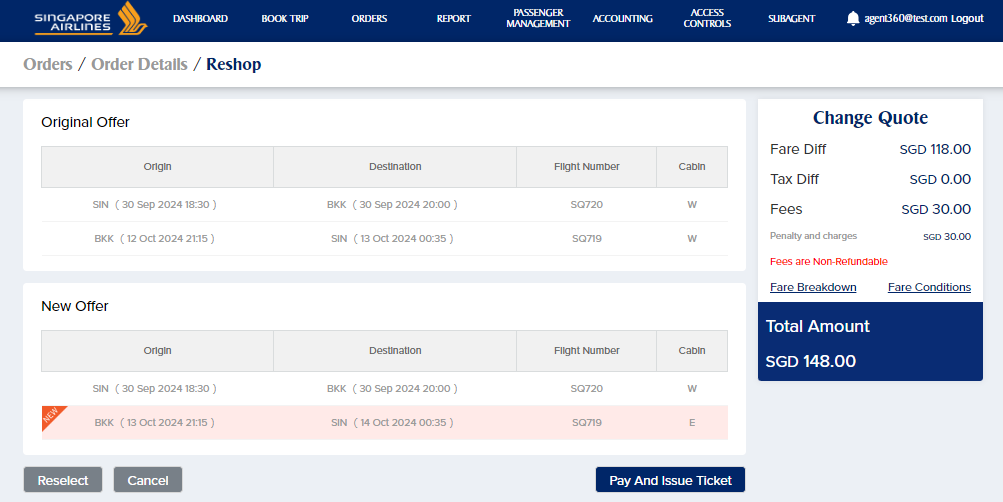 SINGAPORE AIRLINES
DASHBOARD BOOK TRIP ORDERS REPORT PASSENGER MANAGEMENT ACCOUNTING ACCESS CONTROLS SUBAGENT agent360@test.com Logout
Orders / Order Details / Reshop
Original Offer
Origin Destination Flight Number Cabin
SIN ( 30 Sep 2024 18:30 ) BKK ( 30 Sep 2024 20:00 ) SQ720 W
BKK ( 12 Oct 2024 21:15 ) SIN ( 13 Oct 2024 00:35 ) SQ719 W
New Offer
Origin Destination Flight Number Cabin
SIN ( 30 Sep 2024 18:30 ) BKK ( 30 Sep 2024 20:00 ) SQ720 W
NEW BKK ( 13 Oct 2024 21:15 ) SIN ( 14 Oct 2024 00:35 ) SQ719 E
Reselect Cancel Pay And Issue Ticket
Change Quote
Fare Diff SGD 118.00
Tax Diff SGD 0.00
Fees SGD 30.00
Penalty and charges SGD 30.00
Fees are Non-Refundable
Fare Breakdown Fare Conditions
Total Amount
SGD 148.00